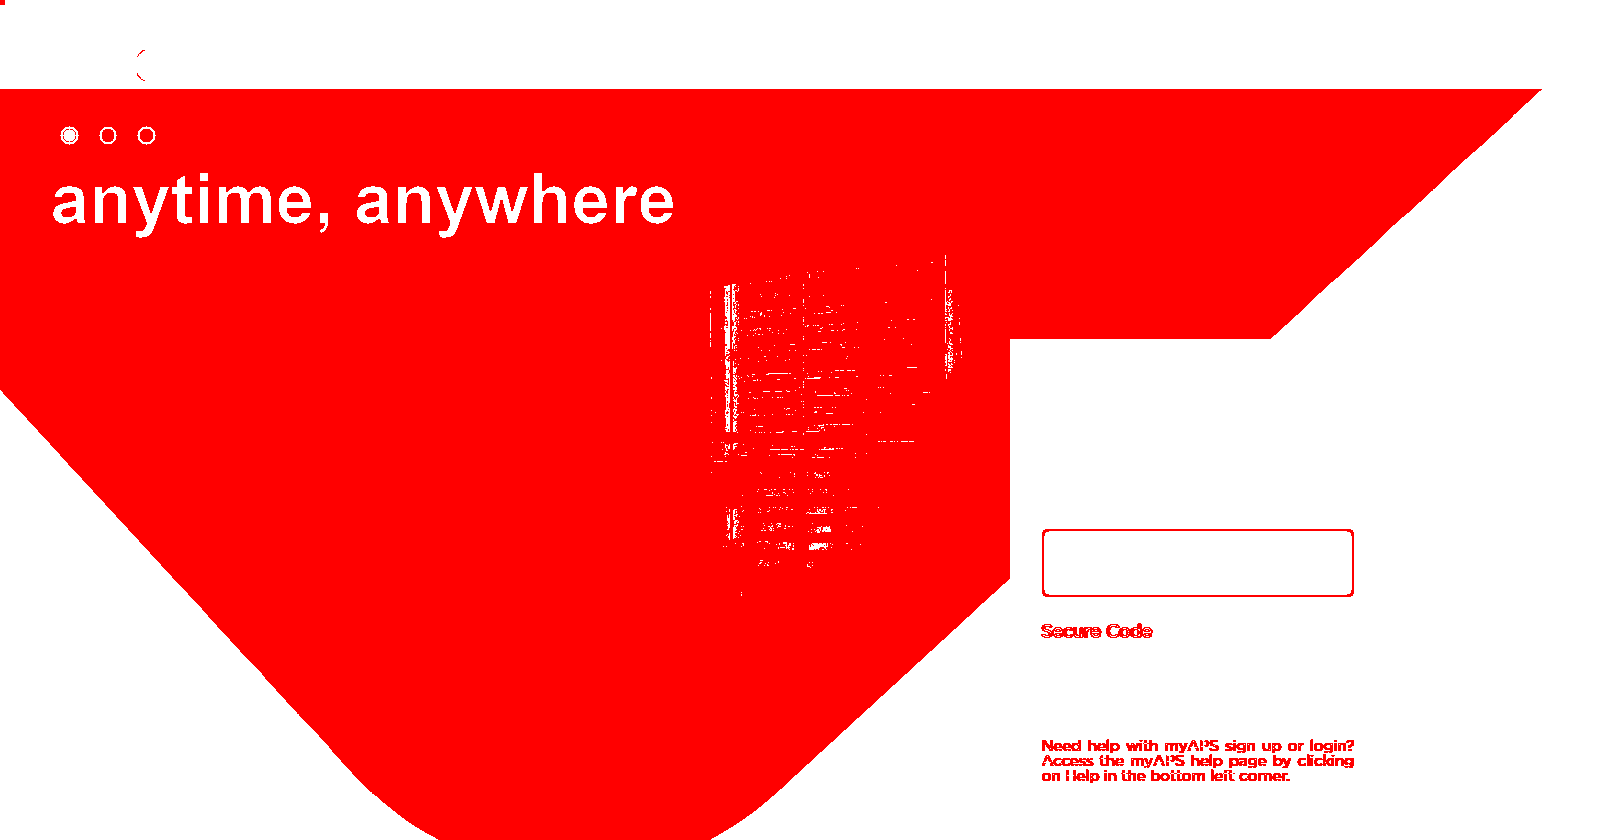 anytime, anywhere
Secure Code
Need help with myAPS sign up or login?
Access the myAPS help page by clicking
on Help in the bottom left corner.